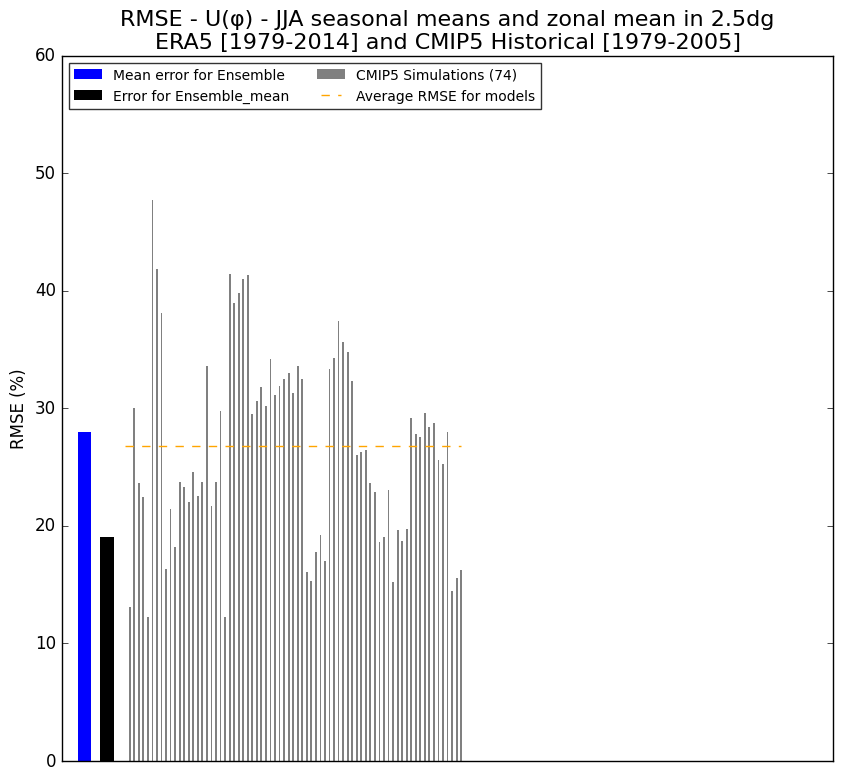 RMSE - U(φ) - JJA seasonal means and zonal mean in 2.5dg
ERA5 [1979-2014] and CMIP5 Historical [1979-2005]
Mean error for Ensemble
Error for Ensemble_mean
CMIP5 Simulations (74)
Average RMSE for models
RMSE (%)
60
50
40
30
20
10
0